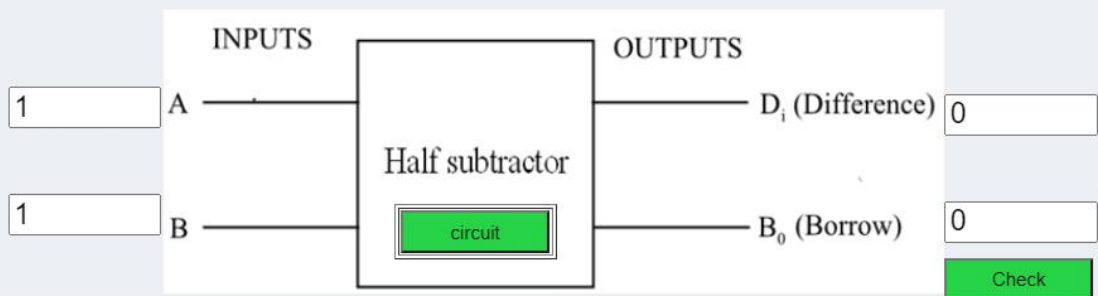 INPUTS
OUTPUTS
1
A
Dᵢ (Difference)
0
Half subtractor
1
B
circuit
B₀ (Borrow)
0
Check